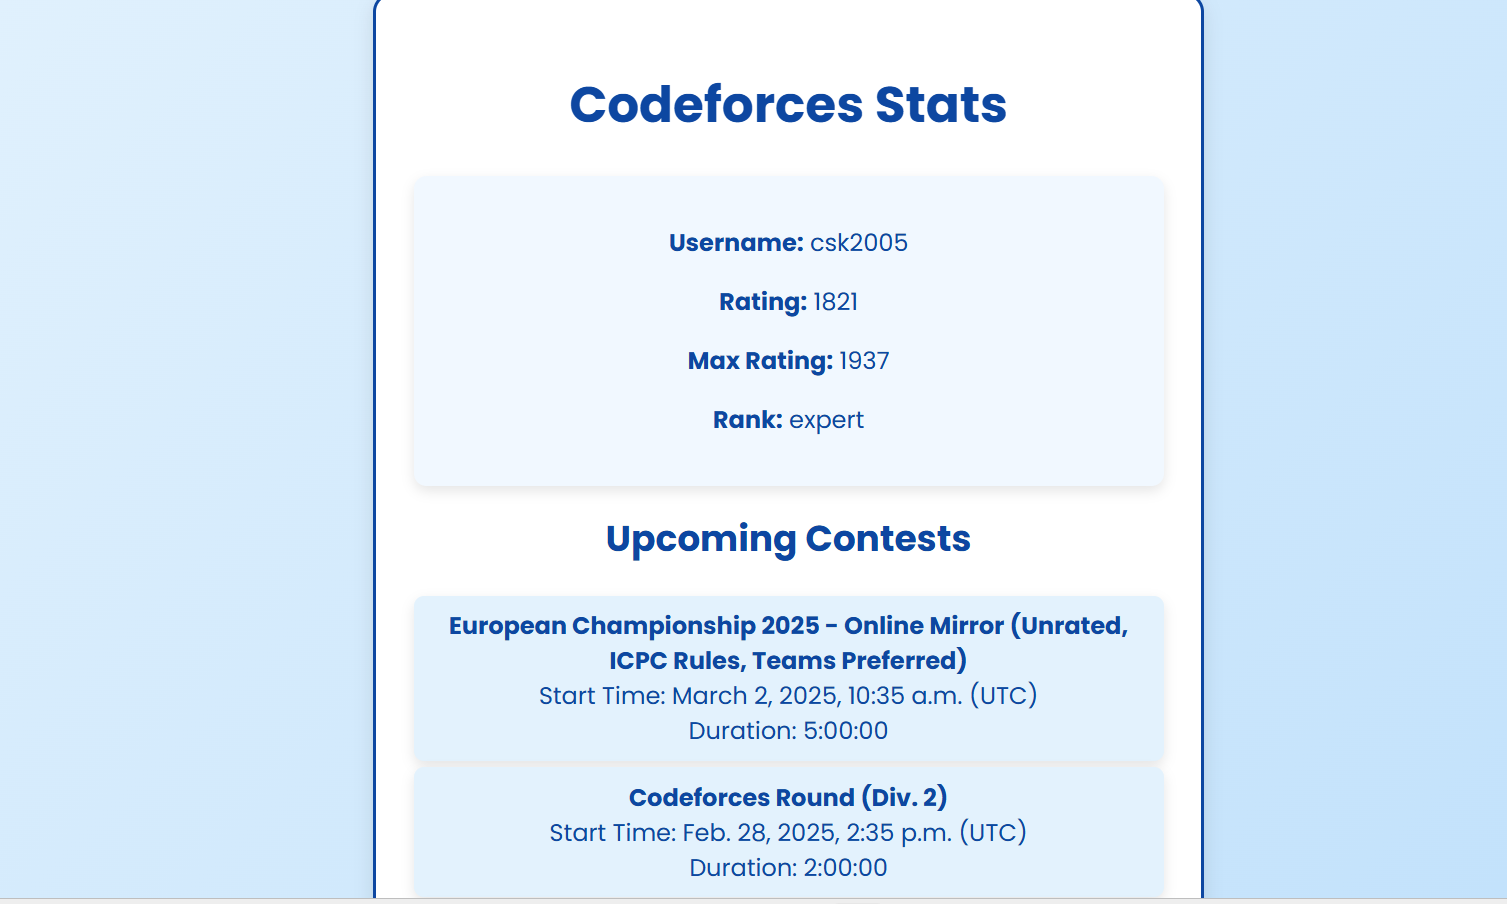 Codeforces Stats
Username: csk2005
Rating: 1821
Max Rating: 1937
Rank: expert
Upcoming Contests
European Championship 2025 - Online Mirror (Unrated,
ICPC Rules, Teams Preferred)
Start Time: March 2, 2025, 10:35 a.m. (UTC)
Duration: 5:00:00
Codeforces Round (Div. 2)
Start Time: Feb. 28, 2025, 2:35 p.m. (UTC)
Duration: 2:00:00